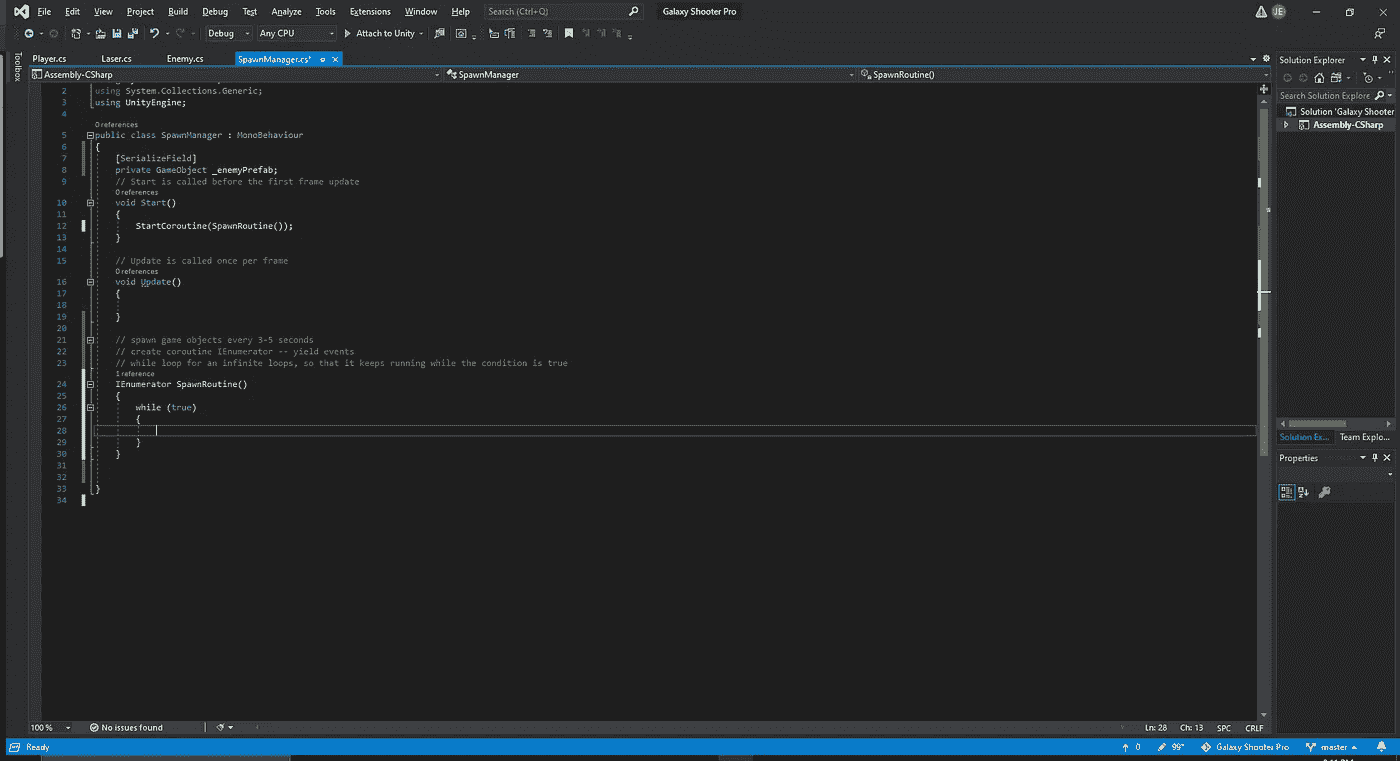 File Edit View Project Build Debug Test Analyze Tools Extensions Window Help Search (Ctrl+Q) Galaxy Shooter Pro JE
Debug Any CPU Attach to Unity
Toolbox
Player.cs Laser.cs Enemy.cs SpawnManager.cs*
Assembly-CSharp SpawnManager SpawnRoutine()
2 using System.Collections.Generic;
3 using UnityEngine;
4
0 references
5 public class SpawnManager : MonoBehaviour
6 {
7 [SerializeField]
8 private GameObject _enemyPrefab;
9 // Start is called before the first frame update
0 references
10 void Start()
11 {
12 StartCoroutine(SpawnRoutine());
13 }
14
15 // Update is called once per frame
0 references
16 void Update()
17 {
18
19 }
20
21 // spawn game objects every 3-5 seconds
22 // create coroutine IEnumerator -- yield events
23 // while loop for an infinite loops, so that it keeps running while the condition is true
1 reference
24 IEnumerator SpawnRoutine()
25 {
26 while (true)
27 {
28
29 }
30 }
31
32
33 }
34
Solution Explorer
Search Solution Explore
Solution 'Galaxy Shooter
Assembly-CSharp
Solution Ex... Team Explo...
Properties
100 % No issues found Ln: 28 Ch: 13 SPC CRLF
Ready 0 99+ Galaxy Shooter Pro master